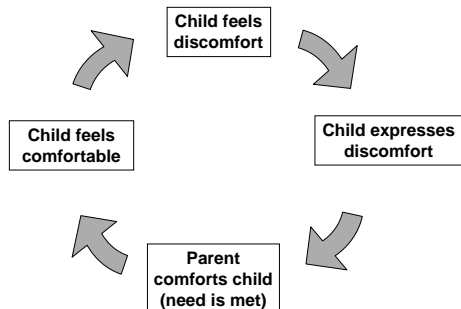 Child feels
discomfort
Child expresses
discomfort
Parent
comforts child
(need is met)
Child feels
comfortable